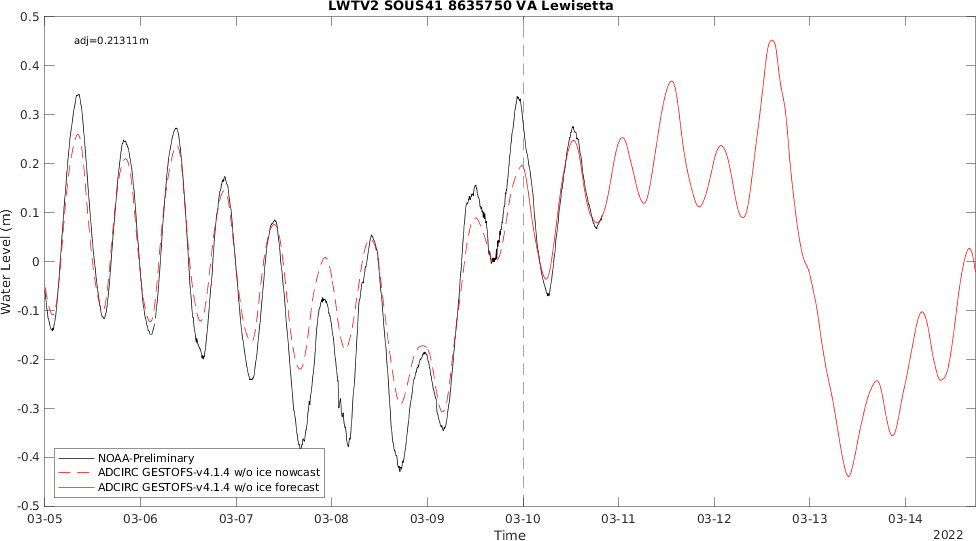 LWTV2 SOUS41 8635750 VA Lewisetta
adj=0.21311m
0.5
0.4
0.3
0.2
0.1
0
-0.1
-0.2
-0.3
-0.4
-0.5
Water Level (m)
NOAA-Preliminary
ADCIRC GESTOFS-v4.1.4 w/o ice nowcast
ADCIRC GESTOFS-v4.1.4 w/o ice forecast
03-05 03-06 03-07 03-08 03-09 03-10 03-11 03-12 03-13 03-14
Time
2022